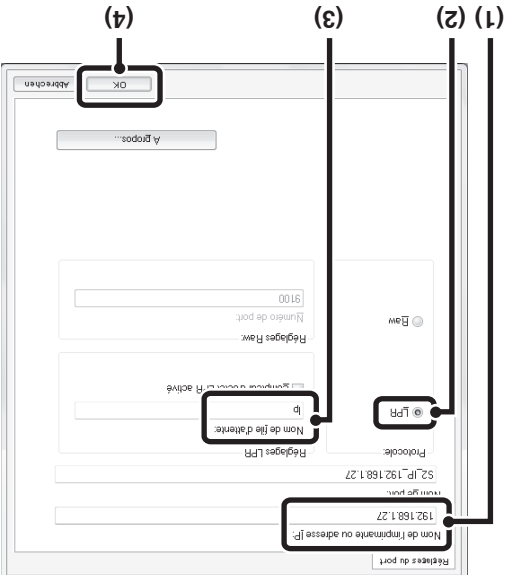 Réglages du port
Nom de l'imprimante ou adresse IP:
192.168.1.27
Nom de port:
S2_IP_192.168.1.27
Protocole:
LPR
Raw
Réglages LPR
Nom de file d'attente:
lp
Compteur d'octet LPR activé
Réglages Raw:
Numéro de port:
9100
A propos...
OK
Abbrechen
(1)
(2)
(3)
(4)